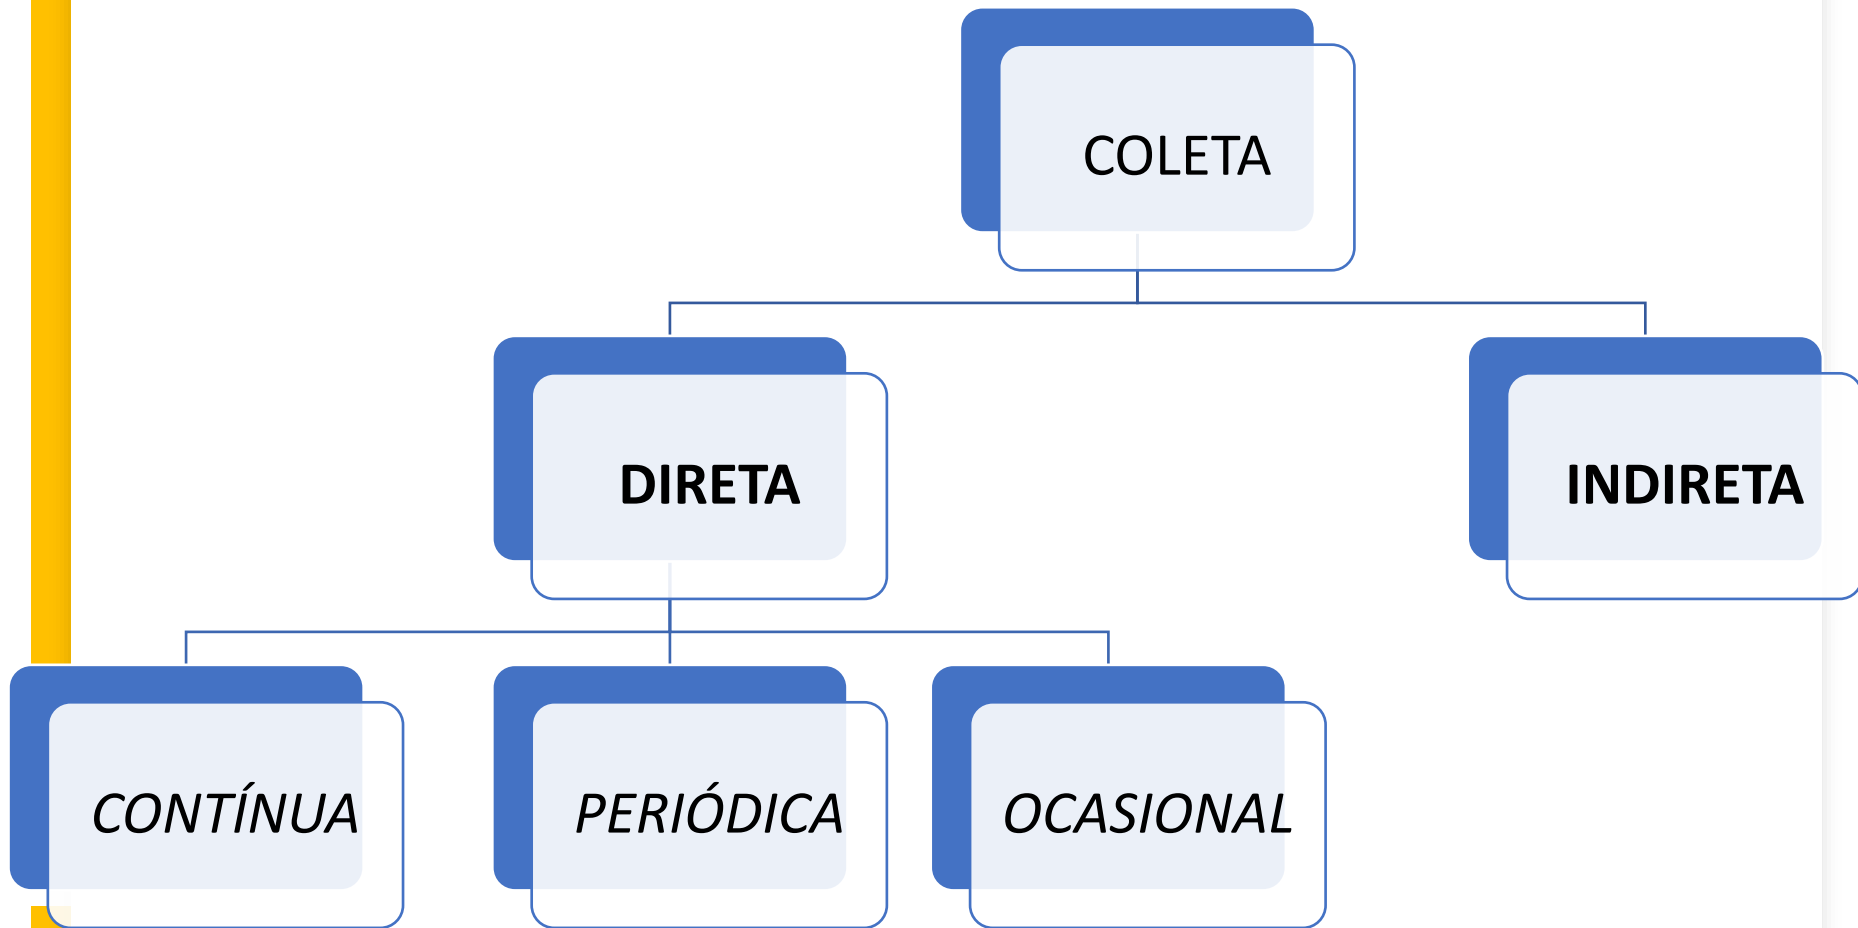 COLETA
DIRETA
INDIRETA
CONTÍNUA
PERIÓDICA
OCASIONAL